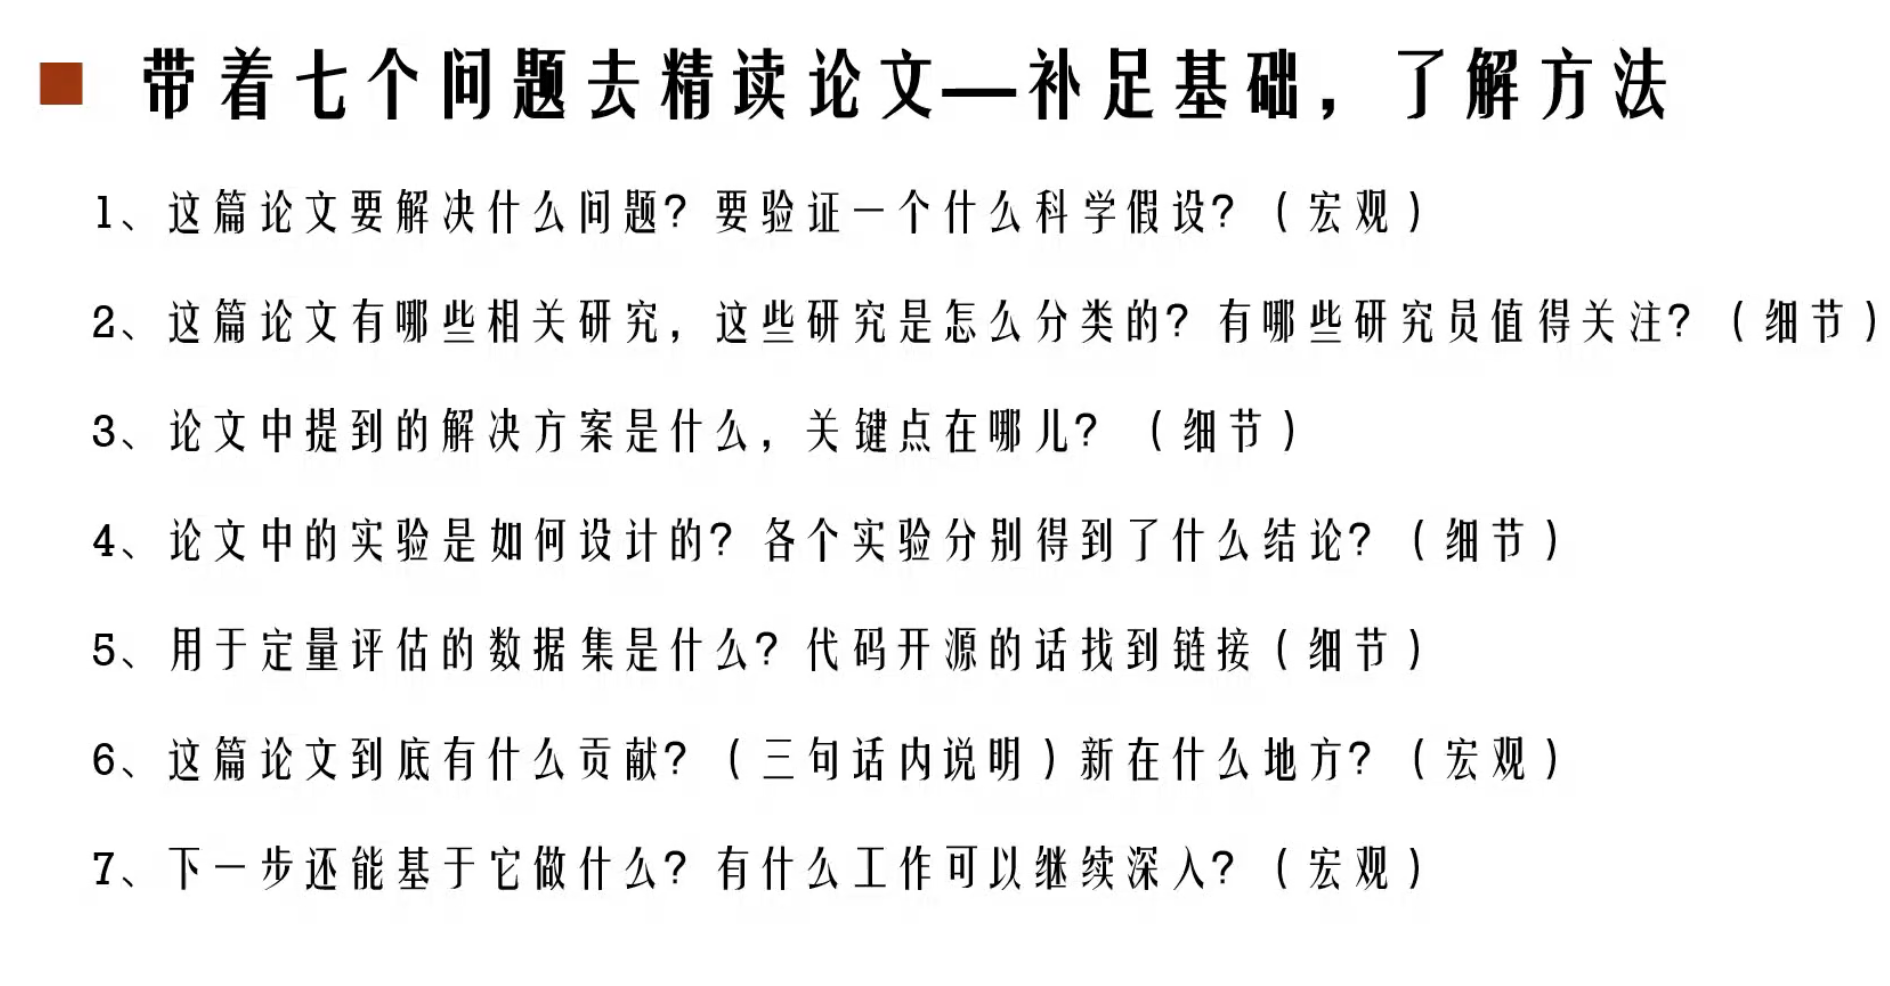 带着七个问题去精读论文—补足基础，了解方法
1、这篇论文要解决什么问题？要验证一个什么科学假设？（宏观）
2、这篇论文有哪些相关研究，这些研究是怎么分类的？有哪些研究员值得关注？（细节）
3、论文中提到的解决方案是什么，关键点在哪儿？（细节）
4、论文中的实验是如何设计的？各个实验分别得到了什么结论？（细节）
5、用于定量评估的数据集是什么？代码开源的话找到链接（细节）
6、这篇论文到底有什么贡献？（三句话内说明）新在什么地方？（宏观）
7、下一步还能基于它做什么？有什么工作可以继续深入？（宏观）